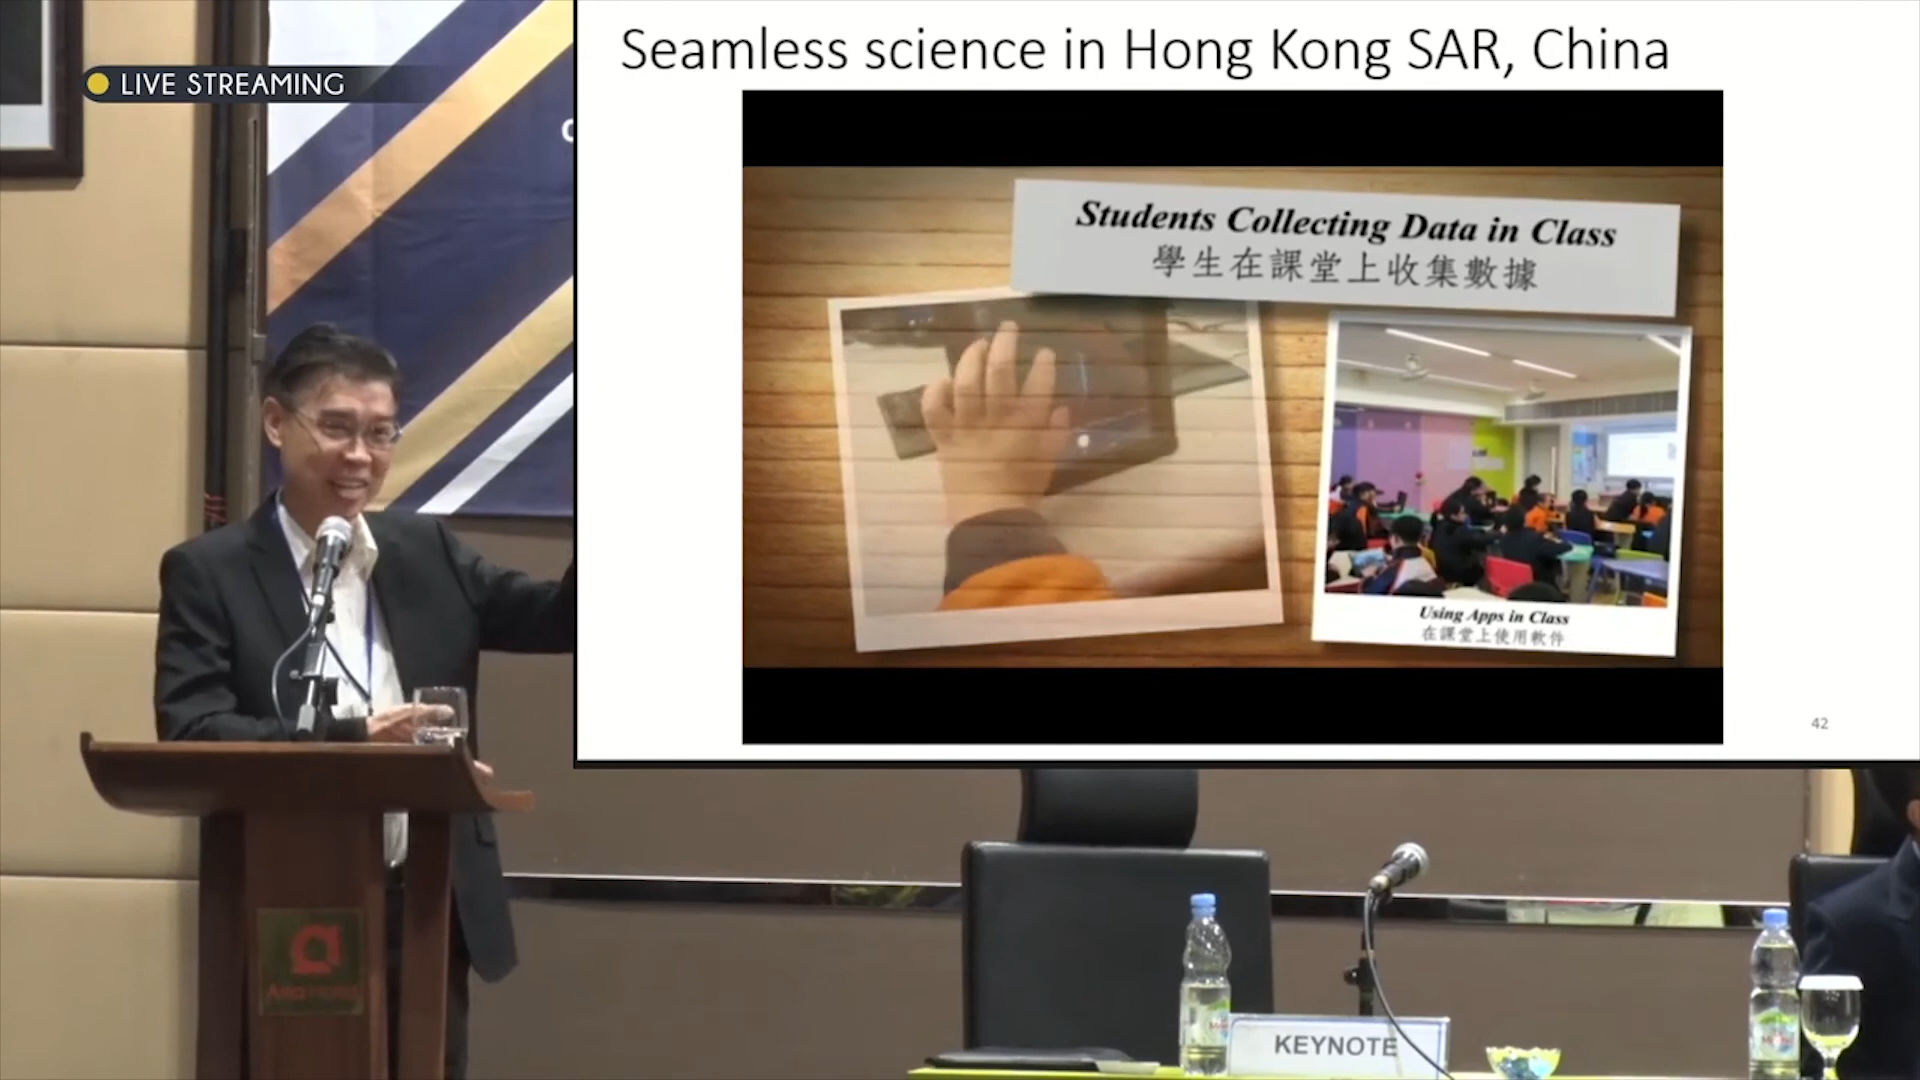 LIVE STREAMING
Seamless science in Hong Kong SAR, China
Students Collecting Data in Class
學生在課堂上收集數據
Using Apps in Class
在課堂上使用軟件
42
KEYNOTE